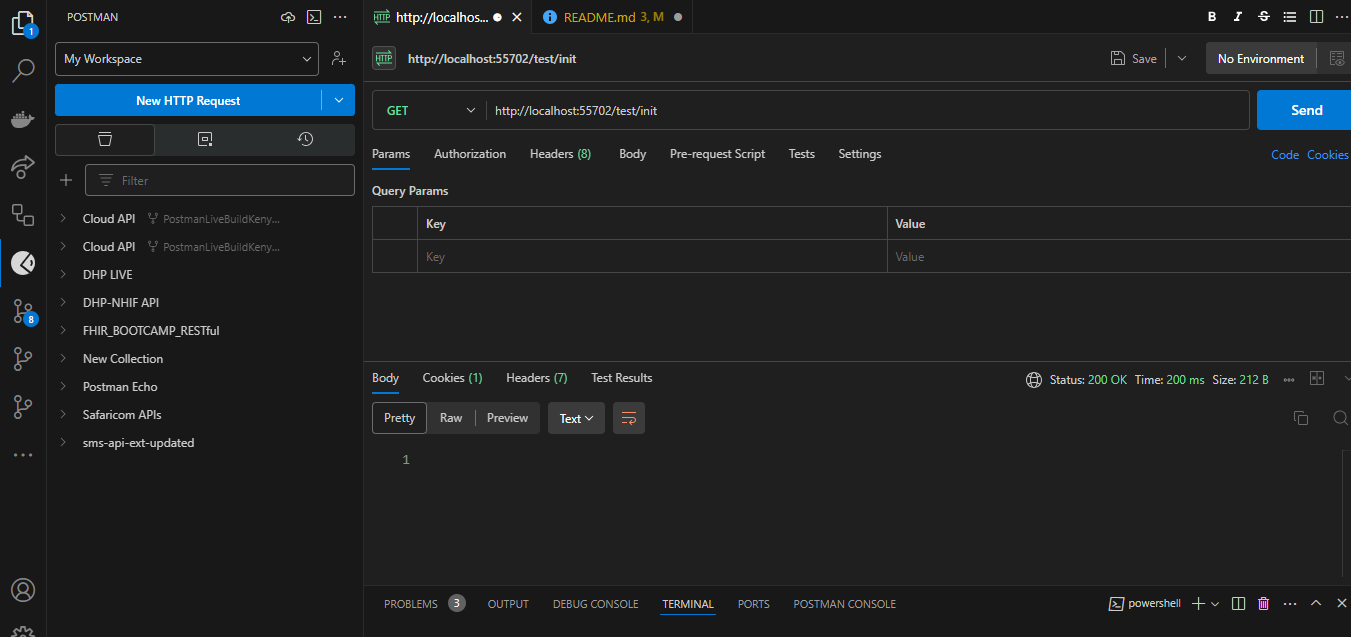 POSTMAN
1
My Workspace
New HTTP Request
Filter
Cloud API PostmanLiveBuildKeny...
Cloud API PostmanLiveBuildKeny...
DHP LIVE
DHP-NHIF API
FHIR_BOOTCAMP_RESTful
8
New Collection
Postman Echo
Safaricom APIs
sms-api-ext-updated
HTTP http://localhos...
README.md 3, M
B I S
HTTP http://localhost:55702/test/init
Save
No Environment
GET http://localhost:55702/test/init
Send
Params Authorization Headers (8) Body Pre-request Script Tests Settings
Code Cookies
Query Params
Key Value
Key Value
Body Cookies (1) Headers (7) Test Results
Status: 200 OK Time: 200 ms Size: 212 B
Pretty Raw Preview Text
1
PROBLEMS 3 OUTPUT DEBUG CONSOLE TERMINAL PORTS POSTMAN CONSOLE
powershell